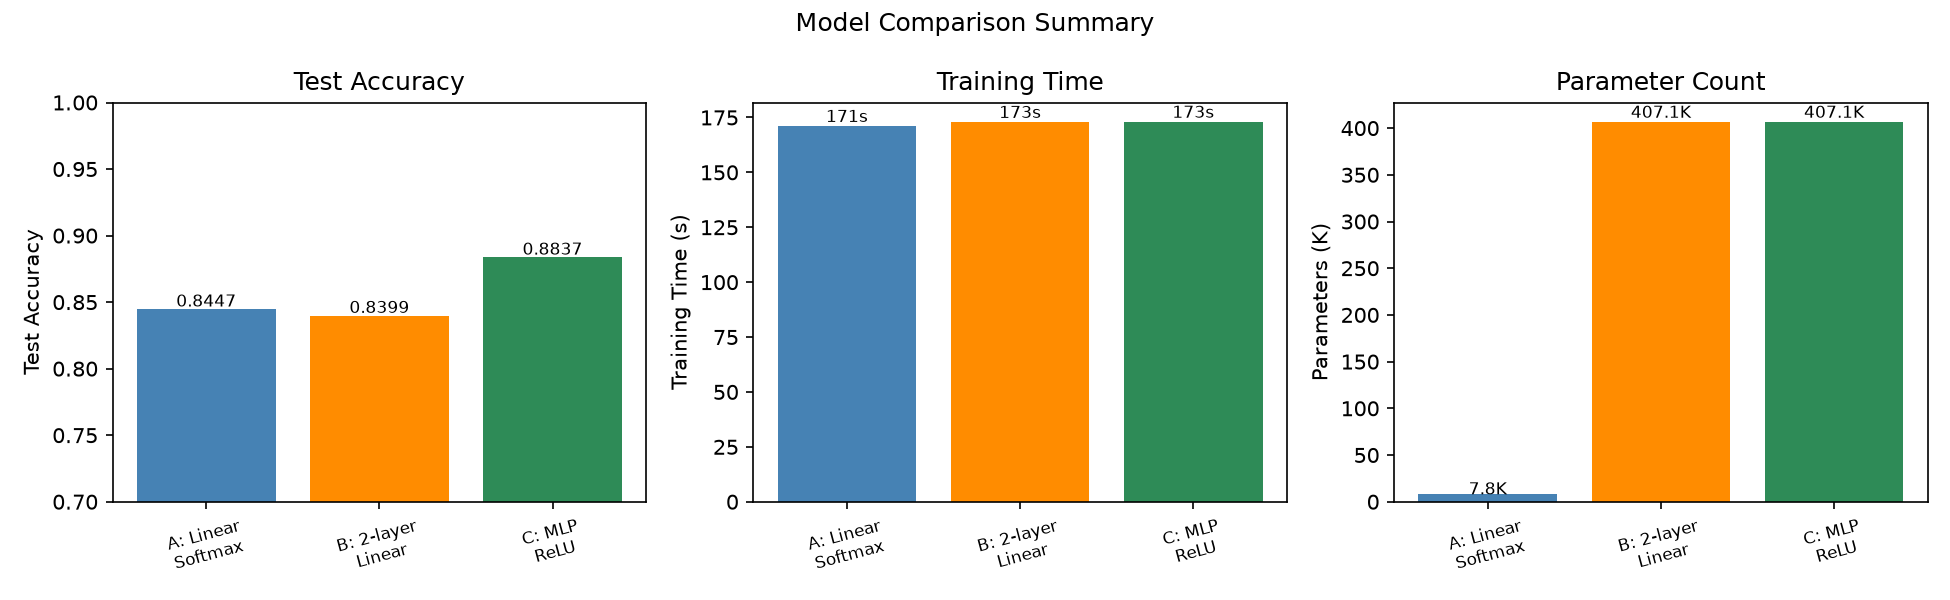 Model Comparison Summary
Test Accuracy
Test Accuracy
1.00
0.95
0.90
0.85
0.80
0.75
0.70
0.8447
0.8399
0.8837
A: Linear
Softmax
B: 2-layer
Linear
C: MLP
ReLU
Training Time
Training Time (s)
175
150
125
100
75
50
25
0
171s
173s
173s
A: Linear
Softmax
B: 2-layer
Linear
C: MLP
ReLU
Parameter Count
Parameters (K)
400
350
300
250
200
150
100
50
0
7.8K
407.1K
407.1K
A: Linear
Softmax
B: 2-layer
Linear
C: MLP
ReLU